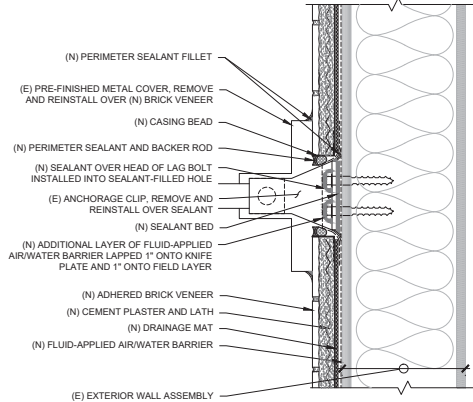 (N) PERIMETER SEALANT FILLET
(E) PRE-FINISHED METAL COVER, REMOVE
AND REINSTALL OVER (N) BRICK VENEER
(N) CASING BEAD
(N) PERIMETER SEALANT AND BACKER ROD
(N) SEALANT OVER HEAD OF LAG BOLT
INSTALLED INTO SEALANT-FILLED HOLE
(E) ANCHORAGE CLIP, REMOVE AND
REINSTALL OVER SEALANT
(N) SEALANT BED
(N) ADDITIONAL LAYER OF FLUID-APPLIED
AIR/WATER BARRIER LAPPED 1" ONTO KNIFE
PLATE AND 1" ONTO FIELD LAYER
(N) ADHERED BRICK VENEER
(N) CEMENT PLASTER AND LATH
(N) DRAINAGE MAT
(N) FLUID-APPLIED AIR/WATER BARRIER
(E) EXTERIOR WALL ASSEMBLY